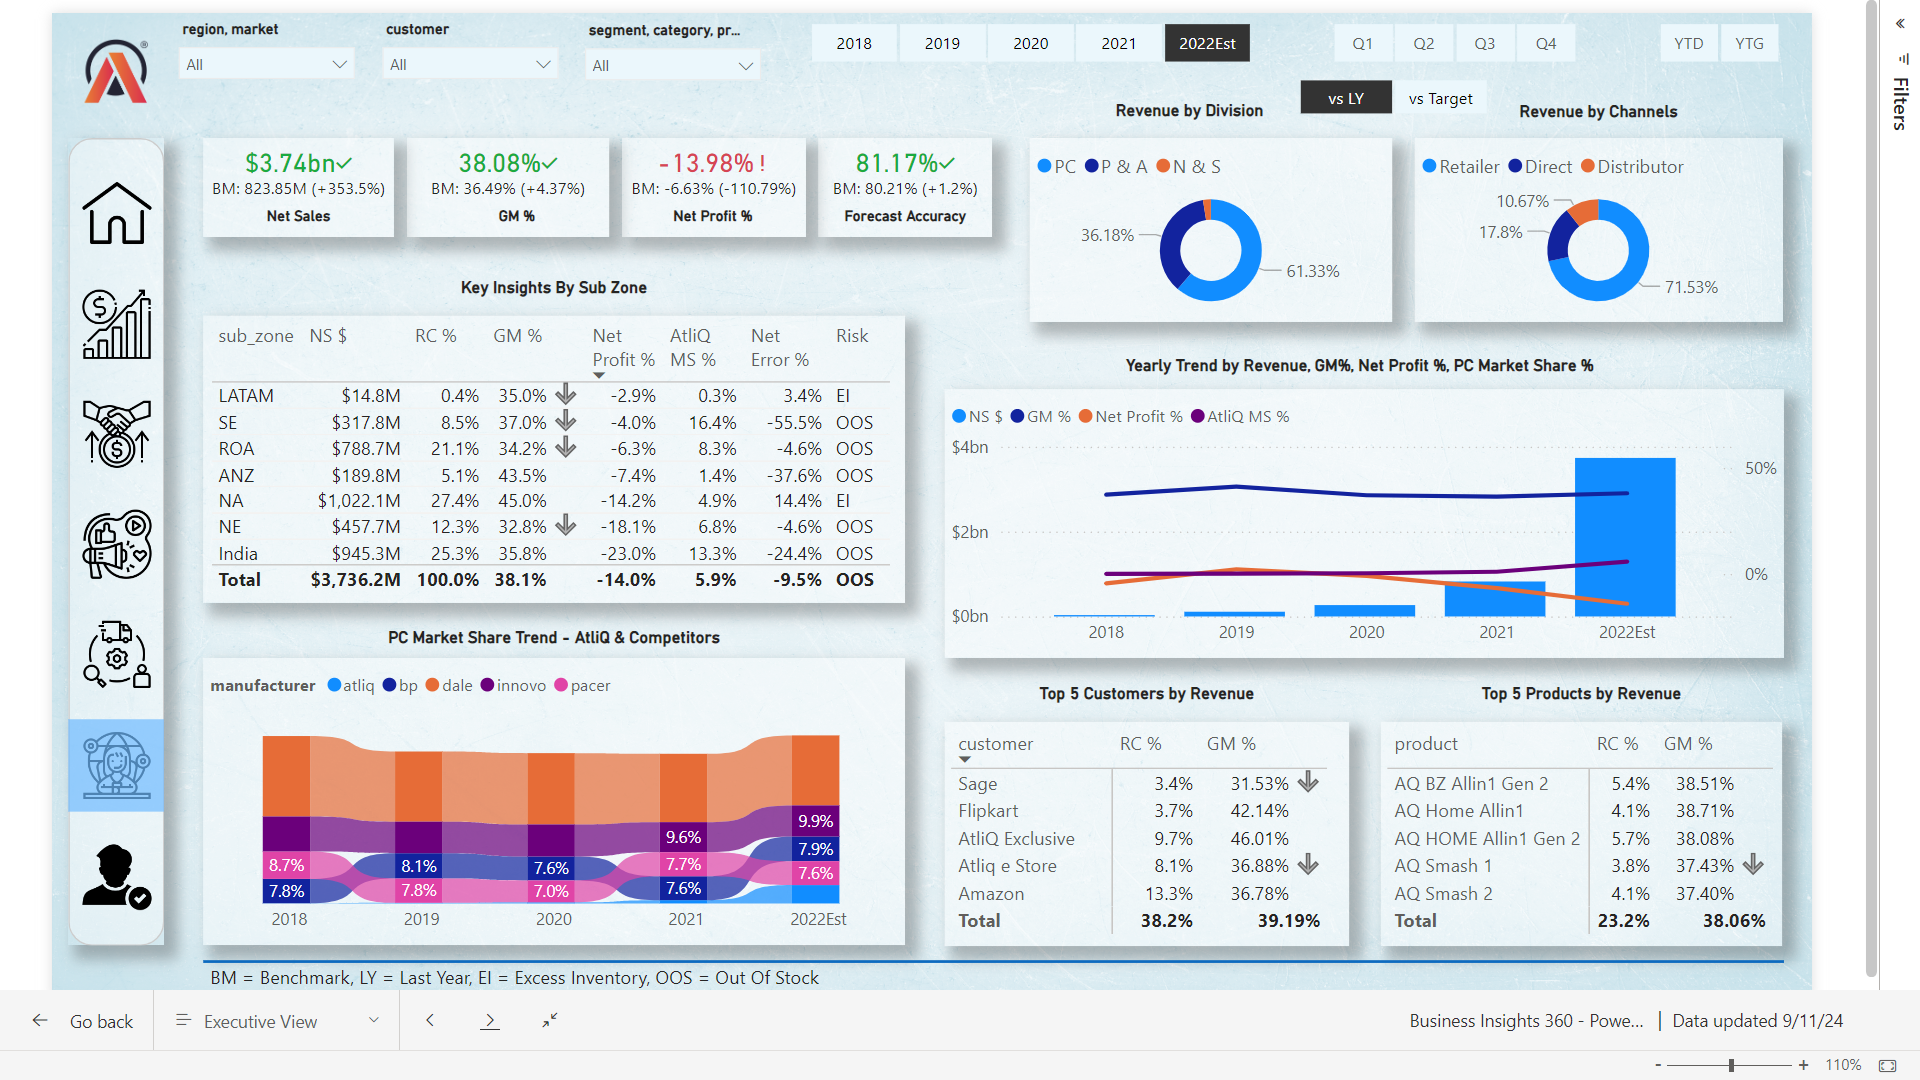 region, market
customer
segment, category, pr...
All
All
All
2018
2019
2020
2021
2022Est
Q1
Q2
Q3
Q4
YTD
YTG
vs LY
vs Target
Filters
$3.74bn
BM: 823.85M (+353.5%)
Net Sales
38.08%
BM: 36.49% (+4.37%)
GM %
-13.98% !
BM: -6.63% (-110.79%)
Net Profit %
81.17%
BM: 80.21% (+1.2%)
Forecast Accuracy
Revenue by Division
PC P & A N & S
36.18%
61.33%
Revenue by Channels
Retailer Direct Distributor
10.67%
17.8%
71.53%
Key Insights By Sub Zone
sub_zone NS $ RC % GM % Net Profit % AtliQ MS % Net Error % Risk
LATAM $14.8M 0.4% 35.0% -2.9% 0.3% 3.4% EI
SE $317.8M 8.5% 37.0% -4.0% 16.4% -55.5% OOS
ROA $788.7M 21.1% 34.2% -6.3% 8.3% -4.6% OOS
ANZ $189.8M 5.1% 43.5% -7.4% 1.4% -37.6% OOS
NA $1,022.1M 27.4% 45.0% -14.2% 4.9% 14.4% EI
NE $457.7M 12.3% 32.8% -18.1% 6.8% -4.6% OOS
India $945.3M 25.3% 35.8% -23.0% 13.3% -24.4% OOS
Total $3,736.2M 100.0% 38.1% -14.0% 5.9% -9.5% OOS
Yearly Trend by Revenue, GM%, Net Profit %, PC Market Share %
NS $ GM % Net Profit % AtliQ MS %
$4bn
$2bn
$0bn
50%
0%
2018 2019 2020 2021 2022Est
PC Market Share Trend - AtliQ & Competitors
manufacturer atliq bp dale innovo pacer
8.7%
7.8%
8.1%
7.8%
7.6%
7.0%
9.6%
7.7%
7.6%
9.9%
7.9%
7.6%
2018 2019 2020 2021 2022Est
Top 5 Customers by Revenue
customer RC % GM %
Sage 3.4% 31.53%
Flipkart 3.7% 42.14%
AtliQ Exclusive 9.7% 46.01%
Atliq e Store 8.1% 36.88%
Amazon 13.3% 36.78%
Total 38.2% 39.19%
Top 5 Products by Revenue
product RC % GM %
AQ BZ Allin1 Gen 2 5.4% 38.51%
AQ Home Allin1 4.1% 38.71%
AQ HOME Allin1 Gen 2 5.7% 38.08%
AQ Smash 1 3.8% 37.43%
AQ Smash 2 4.1% 37.40%
Total 23.2% 38.06%
BM = Benchmark, LY = Last Year, EI = Excess Inventory, OOS = Out Of Stock
Go back
Executive View
Business Insights 360 - Powe... | Data updated 9/11/24
- + 110%